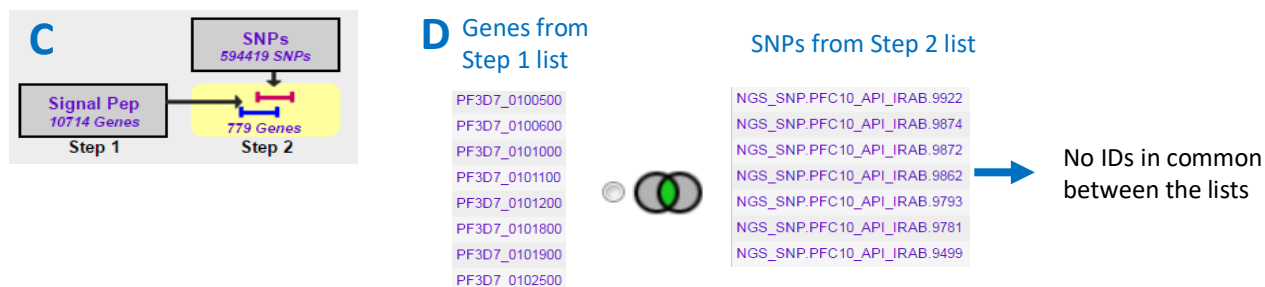 C
SNPs
594419 SNPs
Signal Pep
10714 Genes
779 Genes
Step 1
Step 2
D
Genes from
Step 1 list
SNPs from Step 2 list
PF3D7_0100500
PF3D7_0100600
PF3D7_0101000
PF3D7_0101100
PF3D7_0101200
PF3D7_0101800
PF3D7_0101900
PF3D7_0102500
NGS_SNP.PFC10_API_IRAB.9922
NGS_SNP.PFC10_API_IRAB.9874
NGS_SNP.PFC10_API_IRAB.9872
NGS_SNP.PFC10_API_IRAB.9862
NGS_SNP.PFC10_API_IRAB.9793
NGS_SNP.PFC10_API_IRAB.9781
NGS_SNP.PFC10_API_IRAB.9499
No IDs in common
between the lists